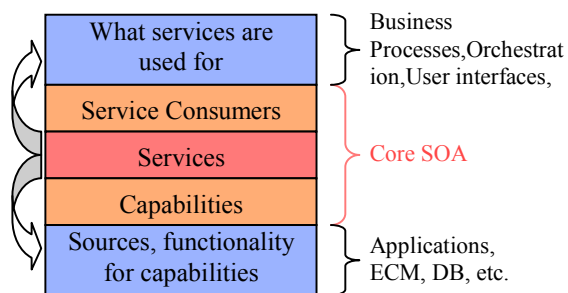 What services are
used for
Business
Processes,Orchestrat
ion,User interfaces,
Service Consumers
Services
Core SOA
Capabilities
Sources, functionality
for capabilities
Applications,
ECM, DB, etc.